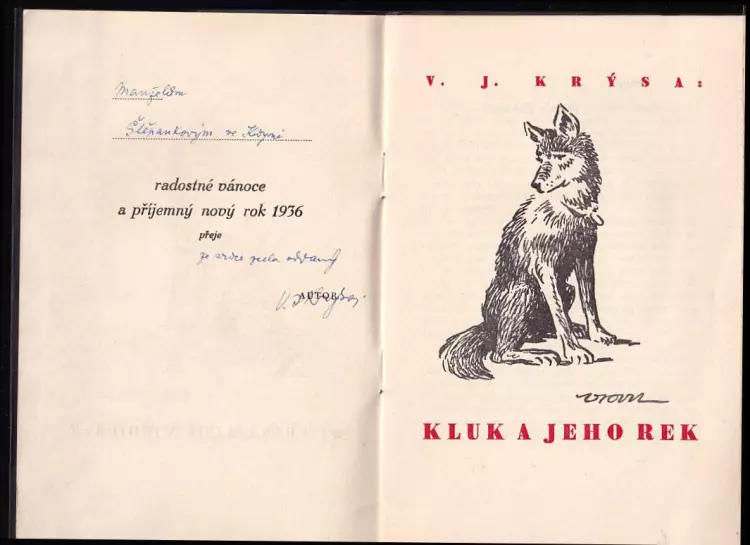 Manželům
Štěpánkovým ve Kdyni
radostné vánoce
a příjemný nový rok 1936
přeje
ze srdce zcela oddaný
AUTOR
V. J. KRÝSA:
KLUK A JEHO REK